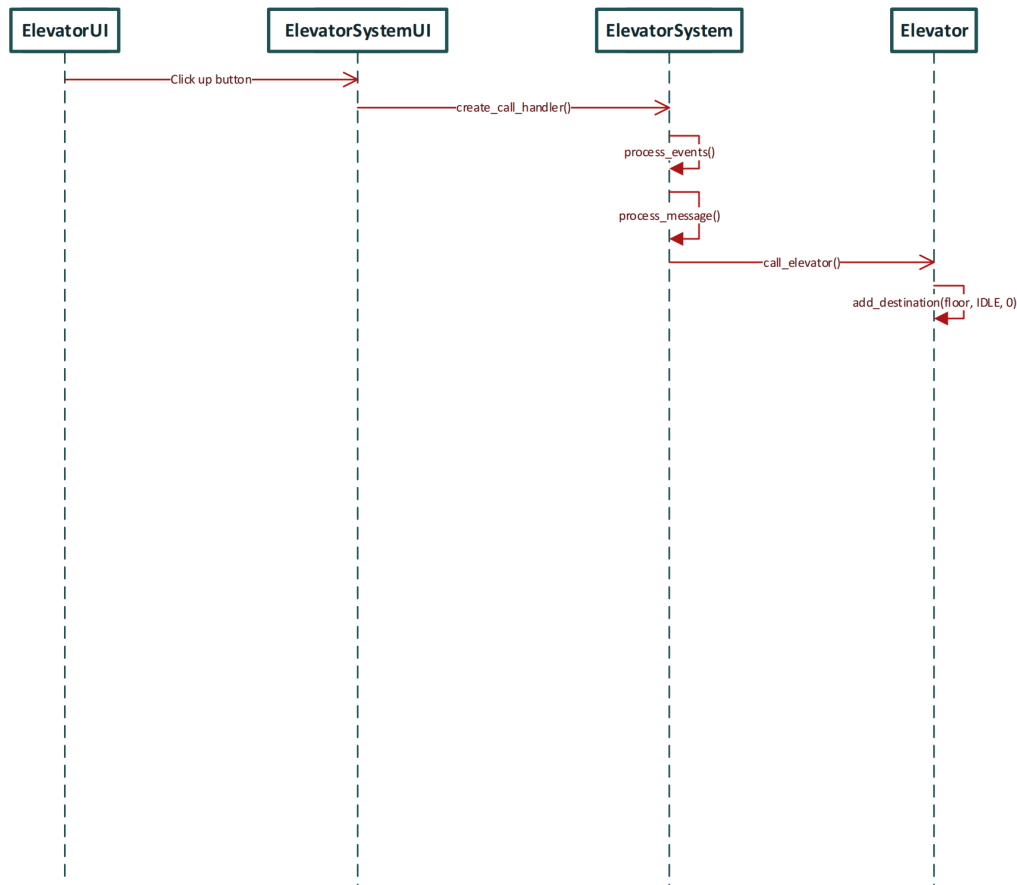 ElevatorUI
ElevatorSystemUI
ElevatorSystem
Elevator
Click up button
create_call_handler()
process_events()
process_message()
call_elevator()
add_destination(floor, IDLE, 0)